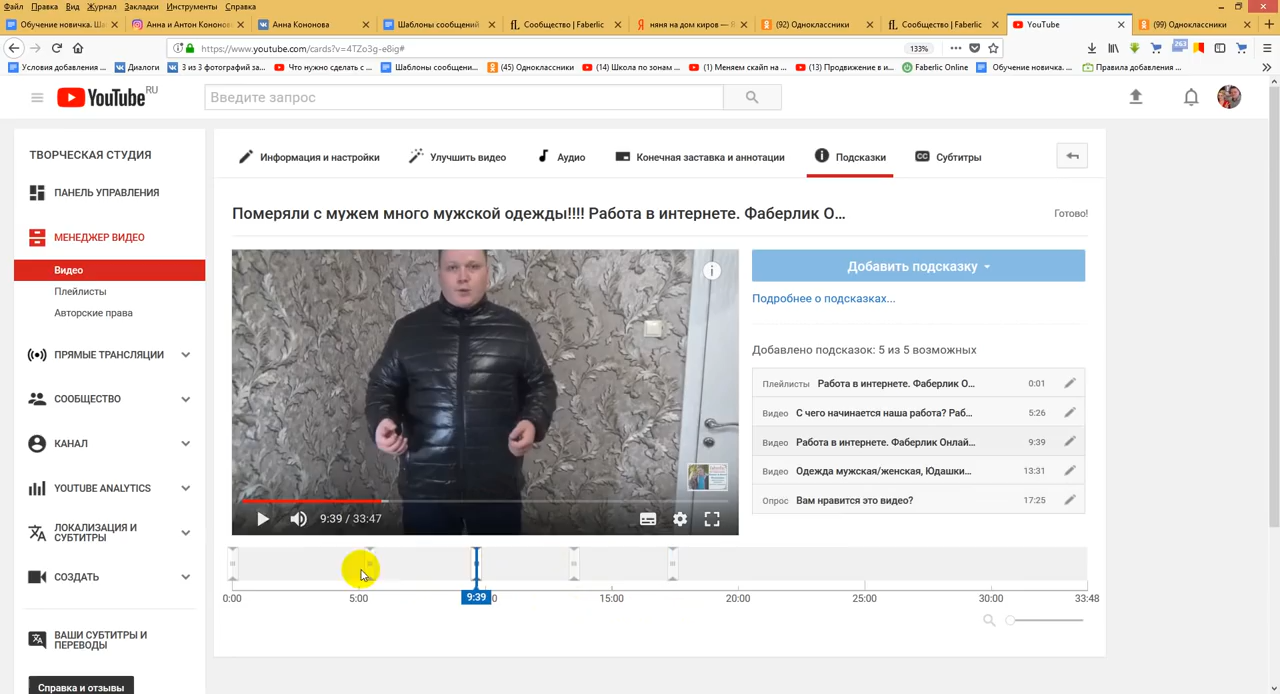 Файл Правка Вид Журнал Закладки Инструменты Справка
Обучение новичка. Ша Анна и Антон Кононов Анна Кононова Шаблоны сообщений Сообщество | Faberlic няня на дом киров — Я (92) Одноклассники Сообщество | Faberlic YouTube (99) Одноклассники
https://www.youtube.com/cards?v=4TZo3g-e8ig# 133% 263
Условия добавления ... Диалоги 3 из 3 фотографий за... Что нужно сделать с ... Шаблоны сообщени... (45) Одноклассники (14) Школа по зонам ... (1) Меняем скайп на ... (13) Продвижение в и... Faberlic Online Обучение новичка. ... Правила добавления ...
YouTube RU Введите запрос
ТВОРЧЕСКАЯ СТУДИЯ
ПАНЕЛЬ УПРАВЛЕНИЯ
МЕНЕДЖЕР ВИДЕО
Видео
Плейлисты
Авторские права
ПРЯМЫЕ ТРАНСЛЯЦИИ
СООБЩЕСТВО
КАНАЛ
YOUTUBE ANALYTICS
ЛОКАЛИЗАЦИЯ И
СУБТИТРЫ
СОЗДАТЬ
ВАШИ СУБТИТРЫ И
ПЕРЕВОДЫ
Справка и отзывы
Информация и настройки Улучшить видео Аудио Конечная заставка и аннотации Подсказки CC Субтитры
Померяли с мужем много мужской одежды!!!! Работа в интернете. Фаберлик О... Готово!
9:39 / 33:47
Добавить подсказку
Подробнее о подсказках...
Добавлено подсказок: 5 из 5 возможных
Плейлисты Работа в интернете. Фаберлик О... 0:01
Видео С чего начинается наша работа? Раб... 5:26
Видео Работа в интернете. Фаберлик Онлай... 9:39
Видео Одежда мужская/женская, Юдашки... 13:31
Опрос Вам нравится это видео? 17:25
0:00 5:00 9:39 0 15:00 20:00 25:00 30:00 33:48